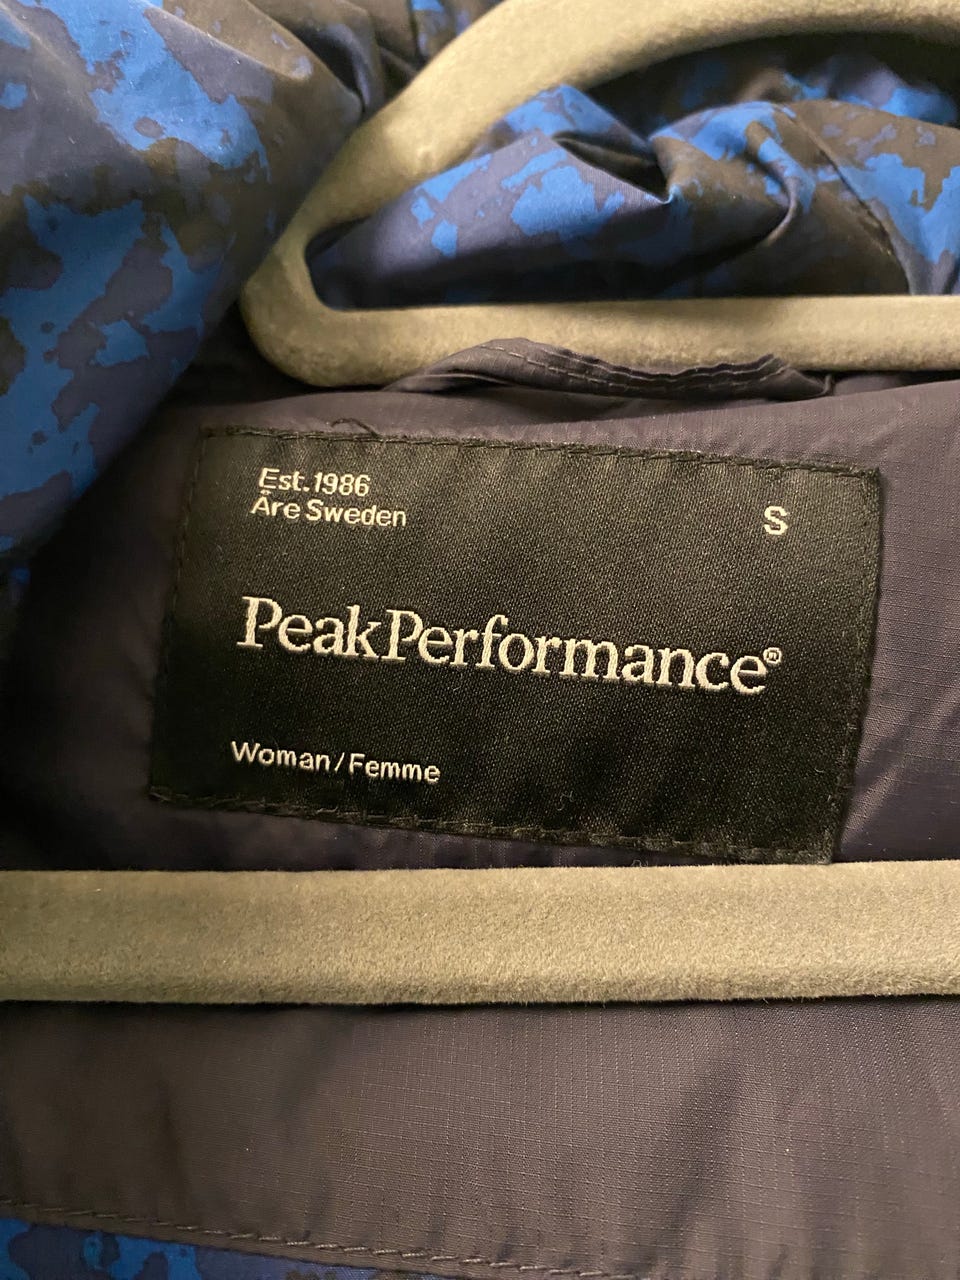 Est.1986
Åre Sweden
S
PeakPerformance®
Woman/Femme